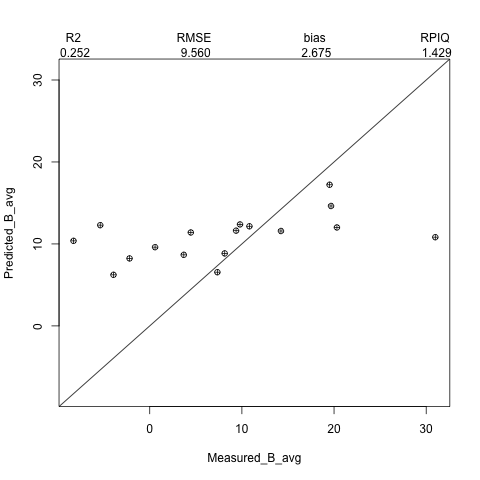 R2 RMSE bias RPIQ
0.252 9.560 2.675 1.429
30
20
10
0
Predicted_B_avg
0 10 20 30
Measured_B_avg